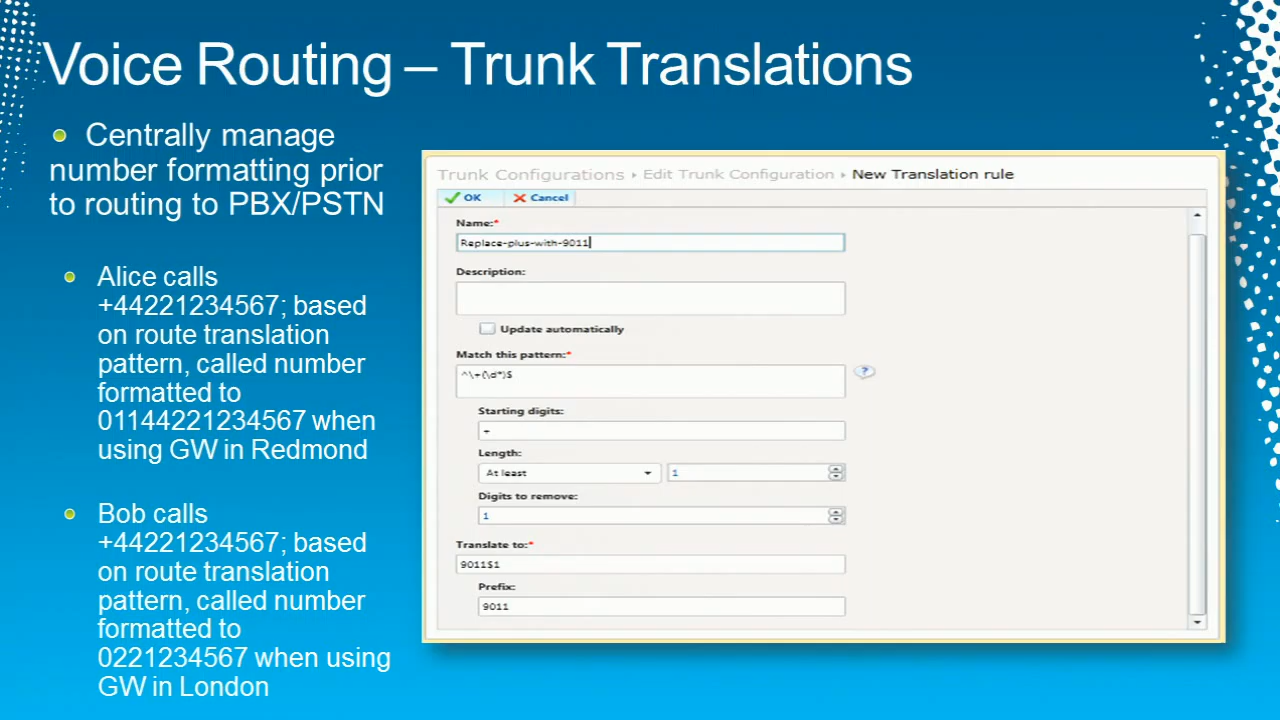 Voice Routing – Trunk Translations
Centrally manage
number formatting prior
to routing to PBX/PSTN
Alice calls
+44221234567; based
on route translation
pattern, called number
formatted to
01144221234567 when
using GW in Redmond
Bob calls
+44221234567; based
on route translation
pattern, called number
formatted to
0221234567 when using
GW in London
Trunk Configurations ▸ Edit Trunk Configuration ▸ New Translation rule
OK Cancel
Name:*
Replace-plus-with-9011
Description:
Update automatically
Match this pattern:*
^\+(\d*)$
?
Starting digits:
+
Length:
At least 1
Digits to remove:
1
Translate to:*
9011$1
Prefix:
9011